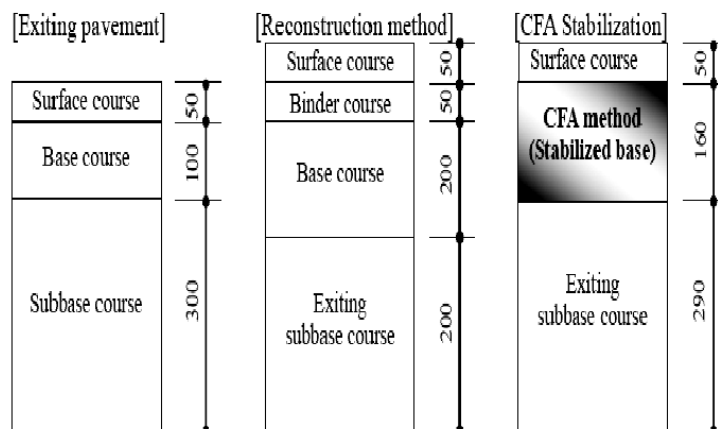 [Exiting pavement]
Surface course
50
Base course
100
Subbase course
300
[Reconstruction method]
Surface course
50
Binder course
50
Base course
200
Exiting
subbase course
200
[CFA Stabilization]
Surface course
50
CFA method
(Stabilized base)
160
Exiting
subbase course
290